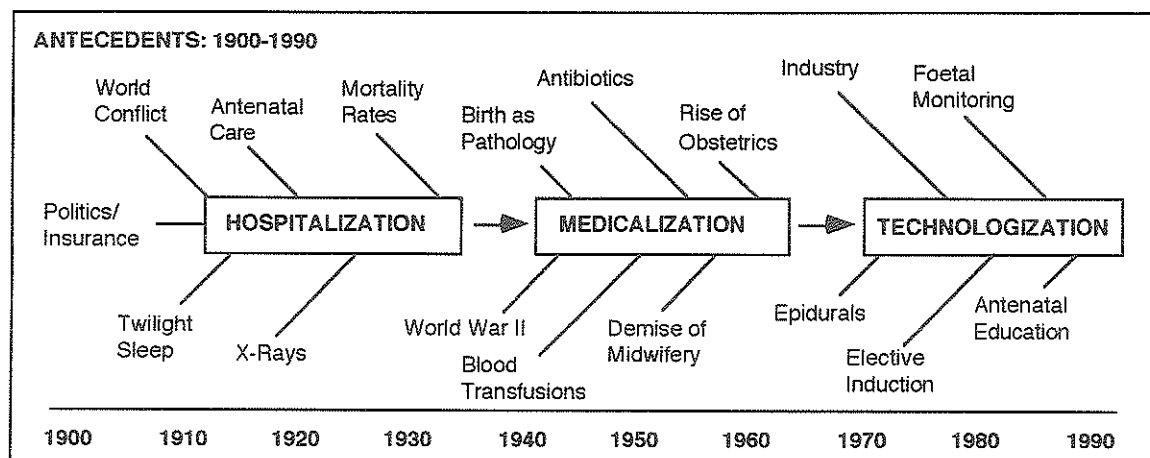 ANTECEDENTS: 1900-1990
World
Conflict
Antenatal
Care
Mortality
Rates
Birth as
Pathology
Antibiotics
Rise of
Obstetrics
Industry
Foetal
Monitoring
Politics/
Insurance
HOSPITALIZATION
MEDICALIZATION
TECHNOLOGIZATION
Twilight
Sleep
X-Rays
World War II
Blood
Transfusions
Demise of
Midwifery
Epidurals
Elective
Induction
Antenatal
Education
1900 1910 1920 1930 1940 1950 1960 1970 1980 1990